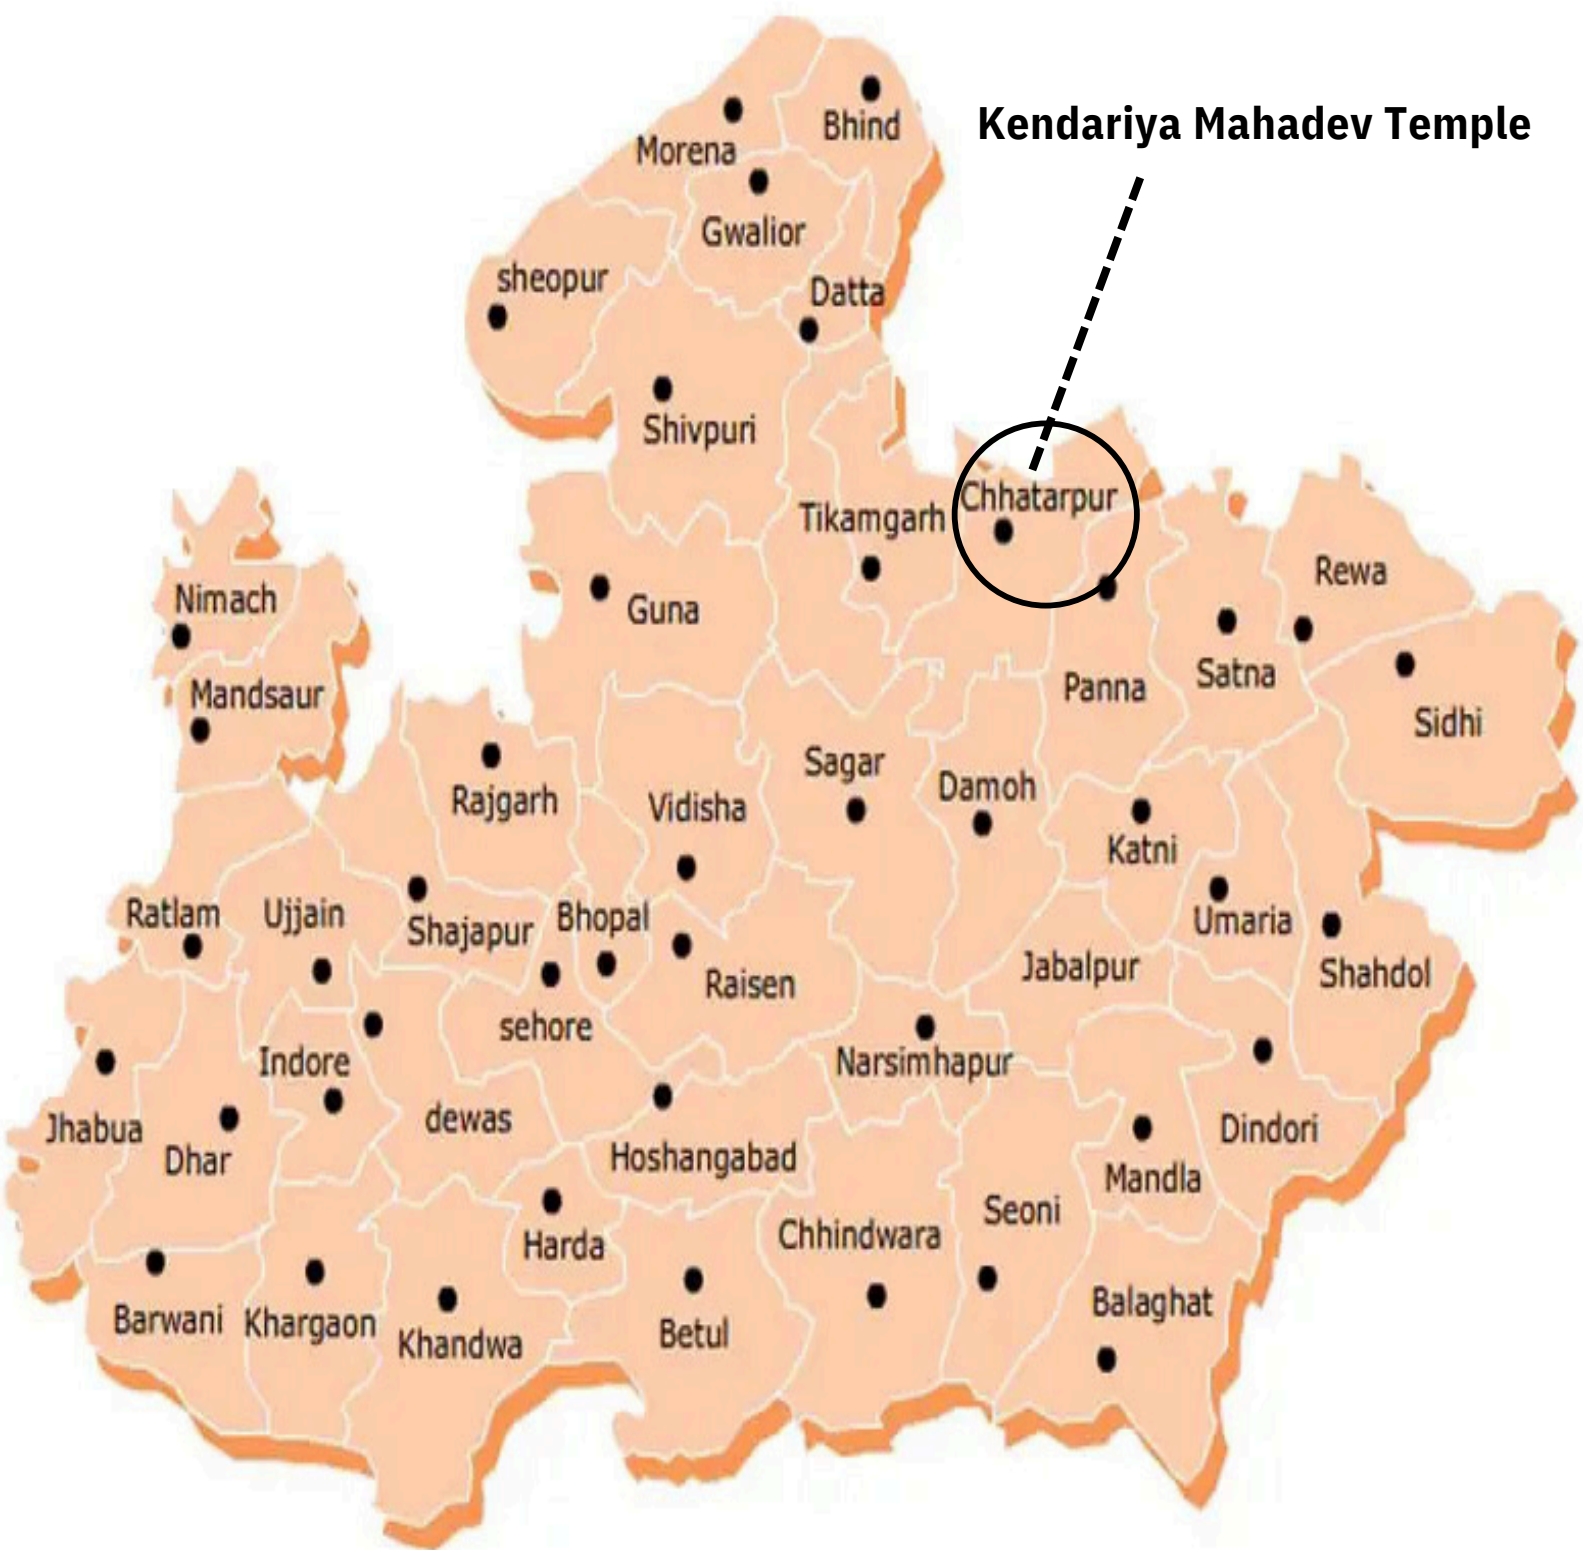 Bhind
Kendariya Mahadev Temple
Morena
Gwalior
sheopur
Datta
Shivpuri
Chhatarpur
Tikamgarh
Rewa
Nimach
Guna
Satna
Panna
Mandsaur
Sidhi
Sagar
Damoh
Rajgarh
Vidisha
Katni
Ratlam
Ujjain
Bhopal
Umaria
Shajapur
Jabalpur
Shahdol
Raisen
sehore
Indore
Narsimhapur
dewas
Jhabua
Dindori
Dhar
Hoshangabad
Mandla
Seoni
Chhindwara
Harda
Balaghat
Barwani
Khargaon
Khandwa
Betul